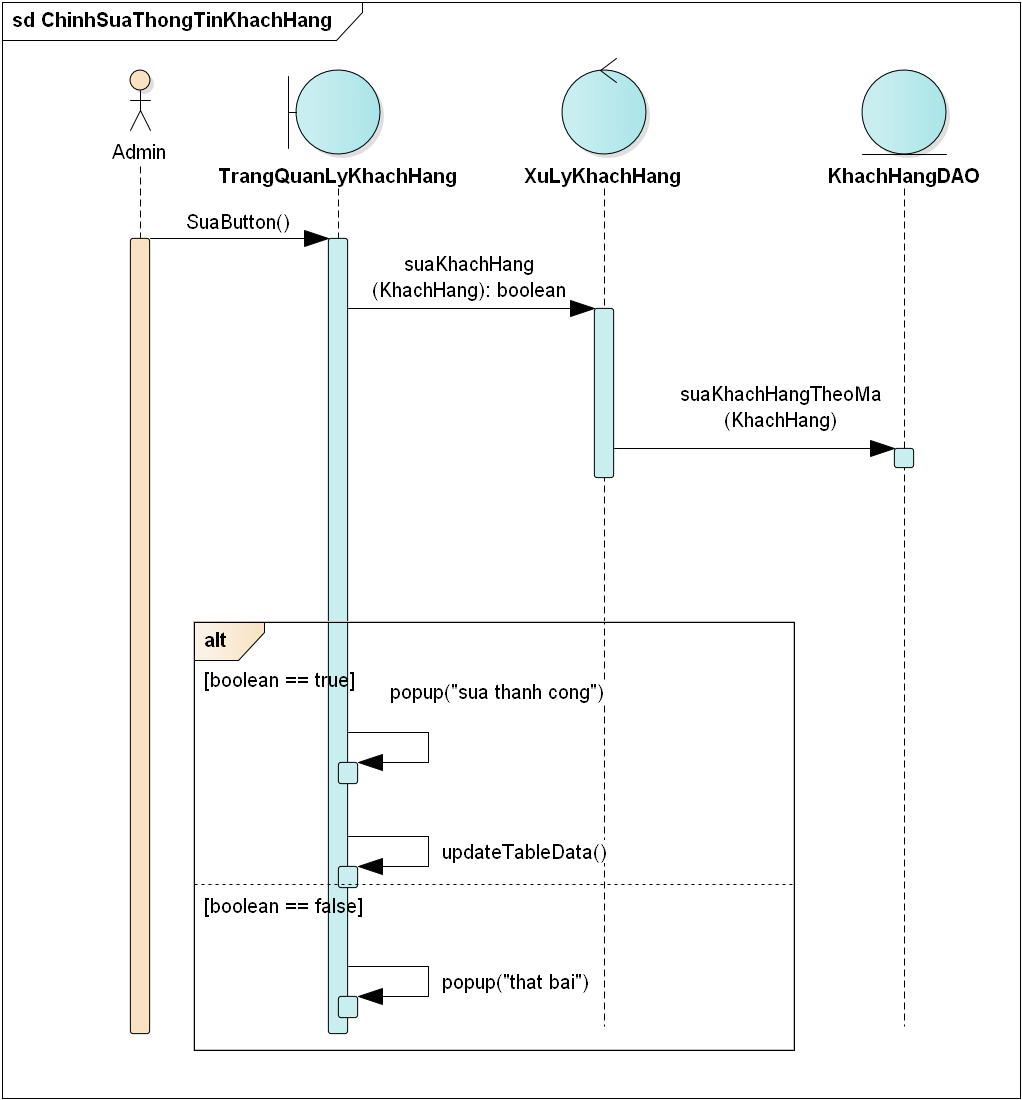 sd ChinhSuaThongTinKhachHang
Admin
TrangQuanLyKhachHang
XuLyKhachHang
KhachHangDAO
SuaButton()
suaKhachHang
(KhachHang): boolean
suaKhachHangTheoMa
(KhachHang)
alt
[boolean == true]
popup("sua thanh cong")
updateTableData()
[boolean == false]
popup("that bai")